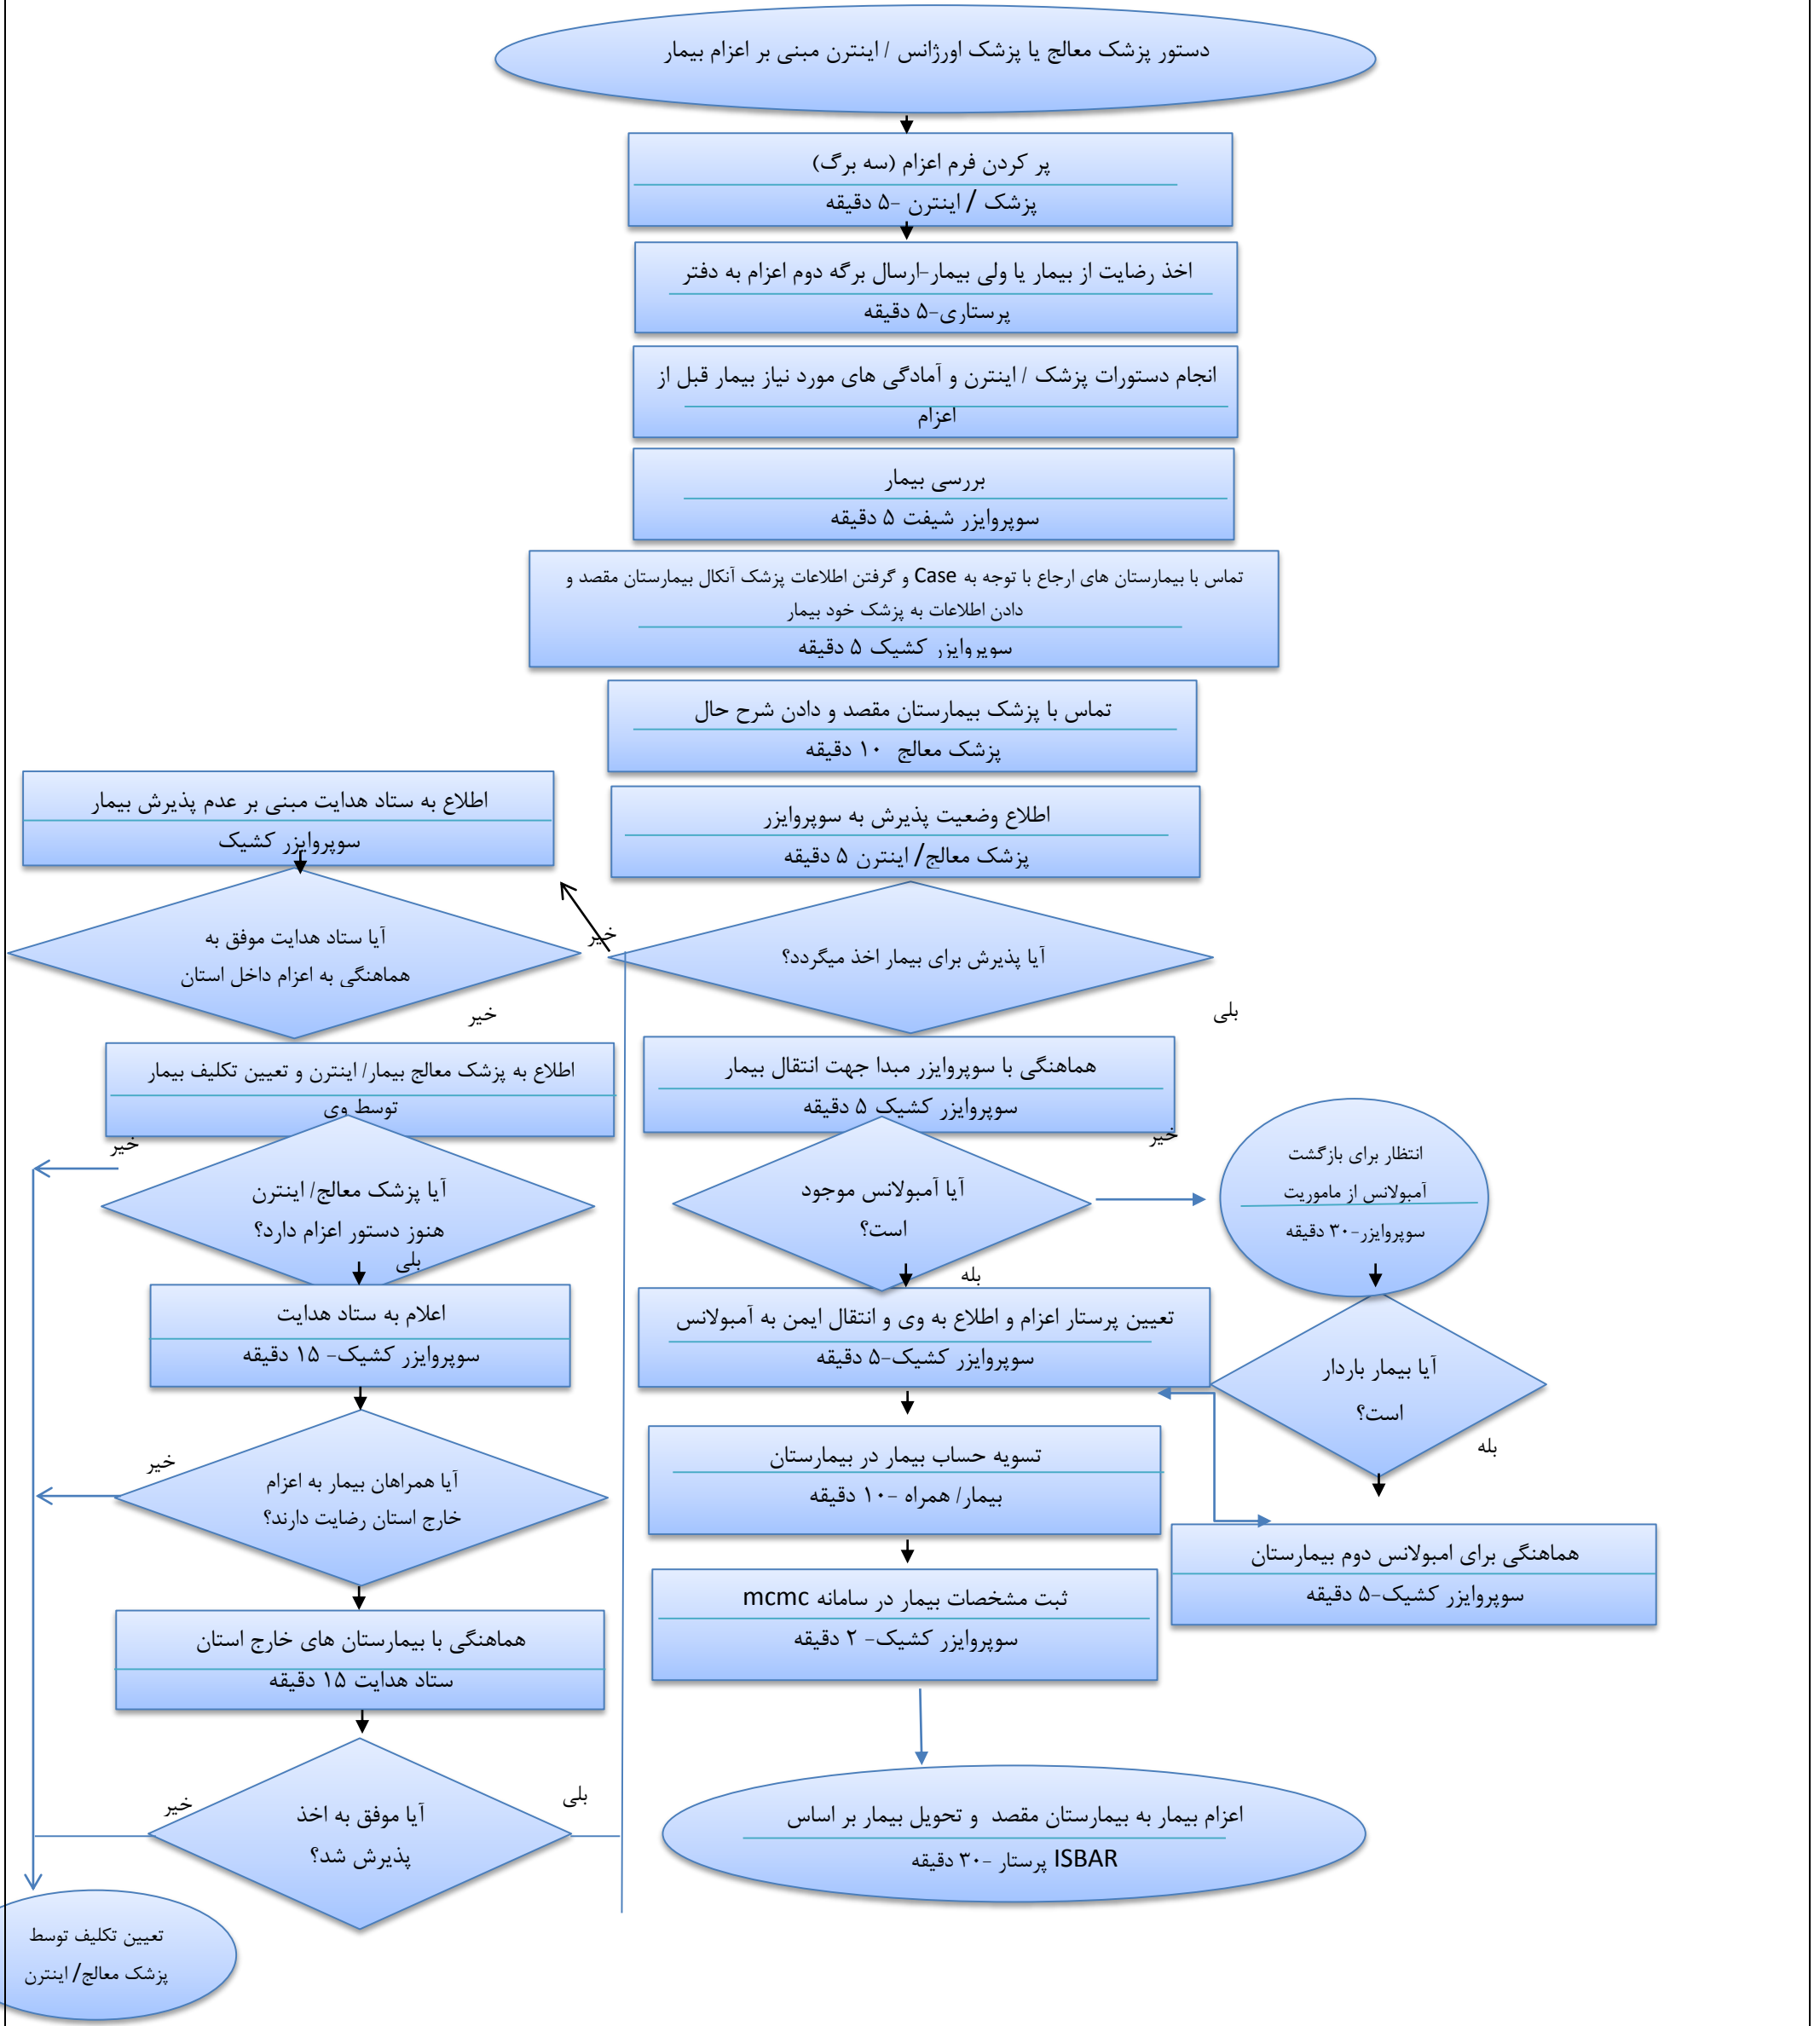 دستور پزشک معالج یا پزشک اورژانس / اینترن مبنی بر اعزام بیمار
پر کردن فرم اعزام (سه برگ)
پزشک / اینترن -۵ دقیقه
اخذ رضایت از بیمار یا ولی بیمار-ارسال برگه دوم اعزام به دفتر
پرستاری-۵ دقیقه
انجام دستورات پزشک / اینترن و آمادگی های مورد نیاز بیمار قبل از
اعزام
بررسی بیمار
سوپروایزر شیفت ۵ دقیقه
تماس با بیمارستان های ارجاع با توجه به Case و گرفتن اطلاعات پزشک آنکال بیمارستان مقصد و
دادن اطلاعات به پزشک خود بیمار
سوپروایزر کشیک ۵ دقیقه
تماس با پزشک بیمارستان مقصد و دادن شرح حال
پزشک معالج ۱۰ دقیقه
اطلاع وضعیت پذیرش به سوپروایزر
پزشک معالج/ اینترن ۵ دقیقه
آیا پذیرش برای بیمار اخذ میگردد؟
خیر
بلی
هماهنگی با سوپروایزر مبدا جهت انتقال بیمار
سوپروایزر کشیک ۵ دقیقه
آیا آمبولانس موجود
است؟
خیر
بله
انتظار برای بازگشت
آمبولانس از ماموریت
سوپروایزر-۳۰ دقیقه
آیا بیمار باردار
است؟
بله
هماهنگی برای امبولانس دوم بیمارستان
سوپروایزر کشیک-۵ دقیقه
تعیین پرستار اعزام و اطلاع به وی و انتقال ایمن به آمبولانس
سوپروایزر کشیک-۵ دقیقه
تسویه حساب بیمار در بیمارستان
بیمار/ همراه -۱۰ دقیقه
ثبت مشخصات بیمار در سامانه mcmc
سوپروایزر کشیک- ۲ دقیقه
اعزام بیمار به بیمارستان مقصد و تحویل بیمار بر اساس
ISBAR پرستار -۳۰ دقیقه
اطلاع به ستاد هدایت مبنی بر عدم پذیرش بیمار
سوپروایزر کشیک
آیا ستاد هدایت موفق به
هماهنگی به اعزام داخل استان
خیر
اطلاع به پزشک معالج بیمار/ اینترن و تعیین تکلیف بیمار
توسط وی
خیر
آیا پزشک معالج/ اینترن
هنوز دستور اعزام دارد؟
بلی
اعلام به ستاد هدایت
سوپروایزر کشیک- ۱۵ دقیقه
خیر
آیا همراهان بیمار به اعزام
خارج استان رضایت دارند؟
هماهنگی با بیمارستان های خارج استان
ستاد هدایت ۱۵ دقیقه
بلی
خیر
آیا موفق به اخذ
پذیرش شد؟
تعیین تکلیف توسط
پزشک معالج/ اینترن